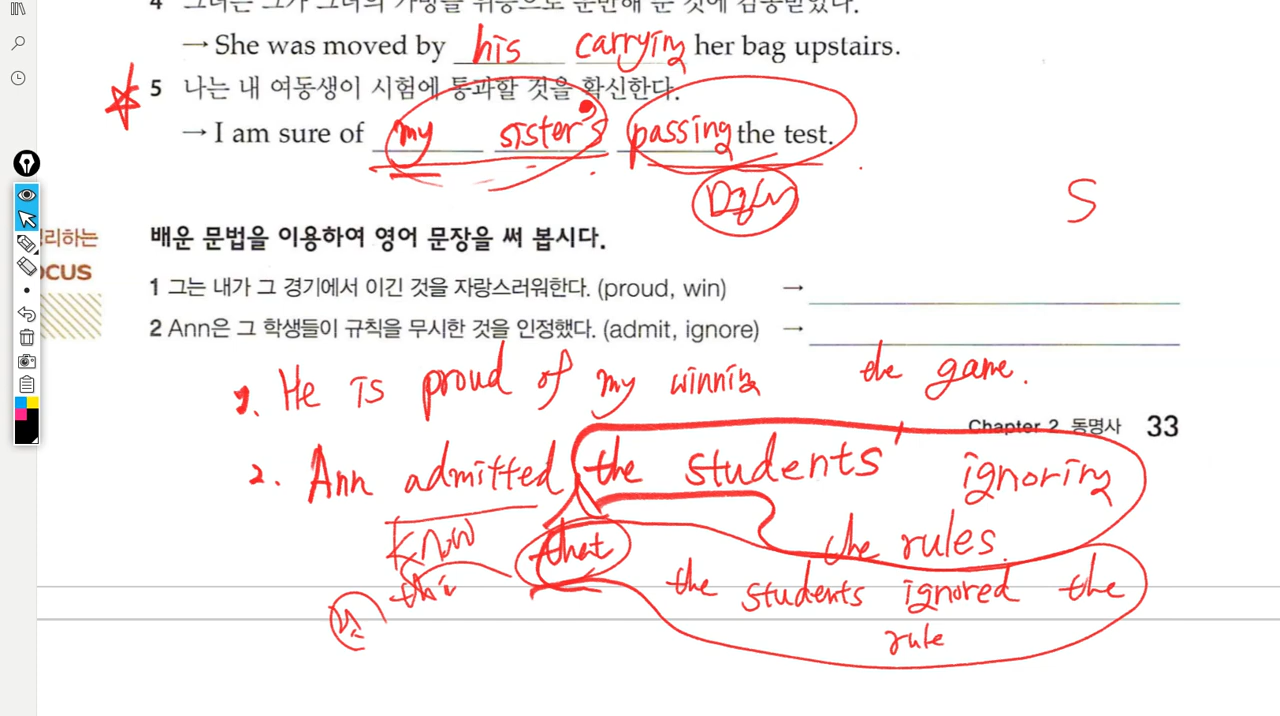 4 그녀는 그가 그녀의 가방을 위층으로 운반해 준 것에 감동받았다.
→ She was moved by his carrying her bag upstairs.
5 나는 내 여동생이 시험에 통과할 것을 확신한다.
→ I am sure of my sister's passing the test.
S
리하는 배운 문법을 이용하여 영어 문장을 써 봅시다.
OCUS
1 그는 내가 그 경기에서 이긴 것을 자랑스러워한다. (proud, win) →
2 Ann은 그 학생들이 규칙을 무시한 것을 인정했다. (admit, ignore) →
1. He is proud of my winning the game.
Chapter 2 동명사 33
2. Ann admitted the students' ignoring
the rules.
know that the students ignored the
rule